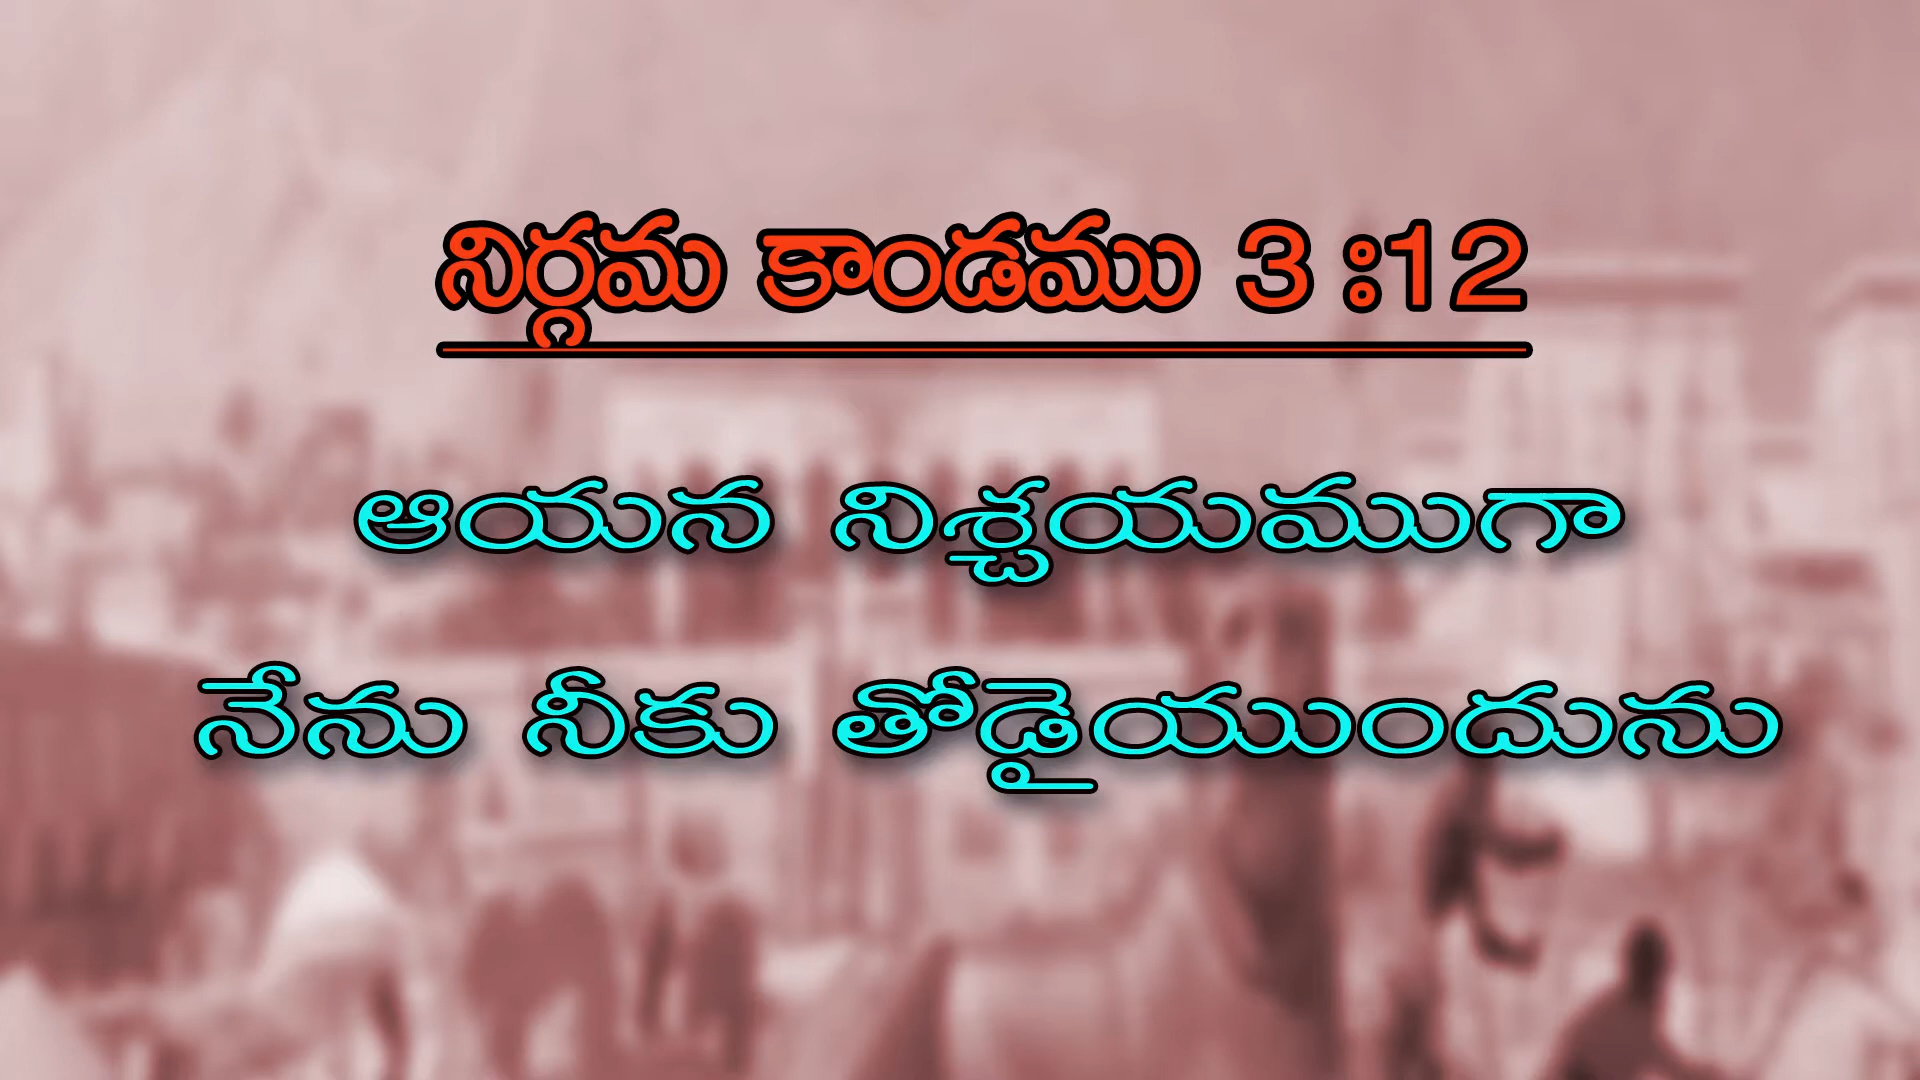 నిర్గమ కాండము 3 ః12
ఆయన నిశ్చయముగా
నేను నీకు తోడైయుందును